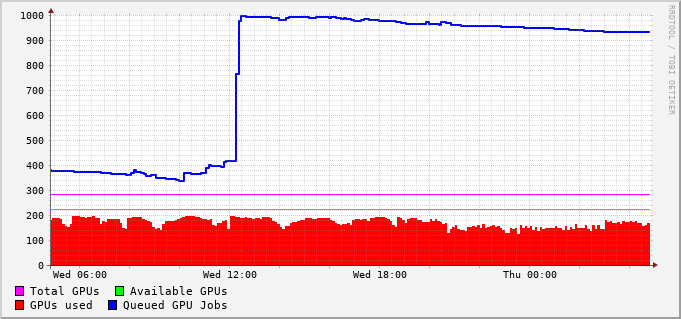 1000
900
800
700
600
500
400
300
200
100
0
Wed 06:00 Wed 12:00 Wed 18:00 Thu 00:00
Total GPUs Available GPUs
GPUs used Queued GPU Jobs
RRDTOOL / TOBI OETIKER